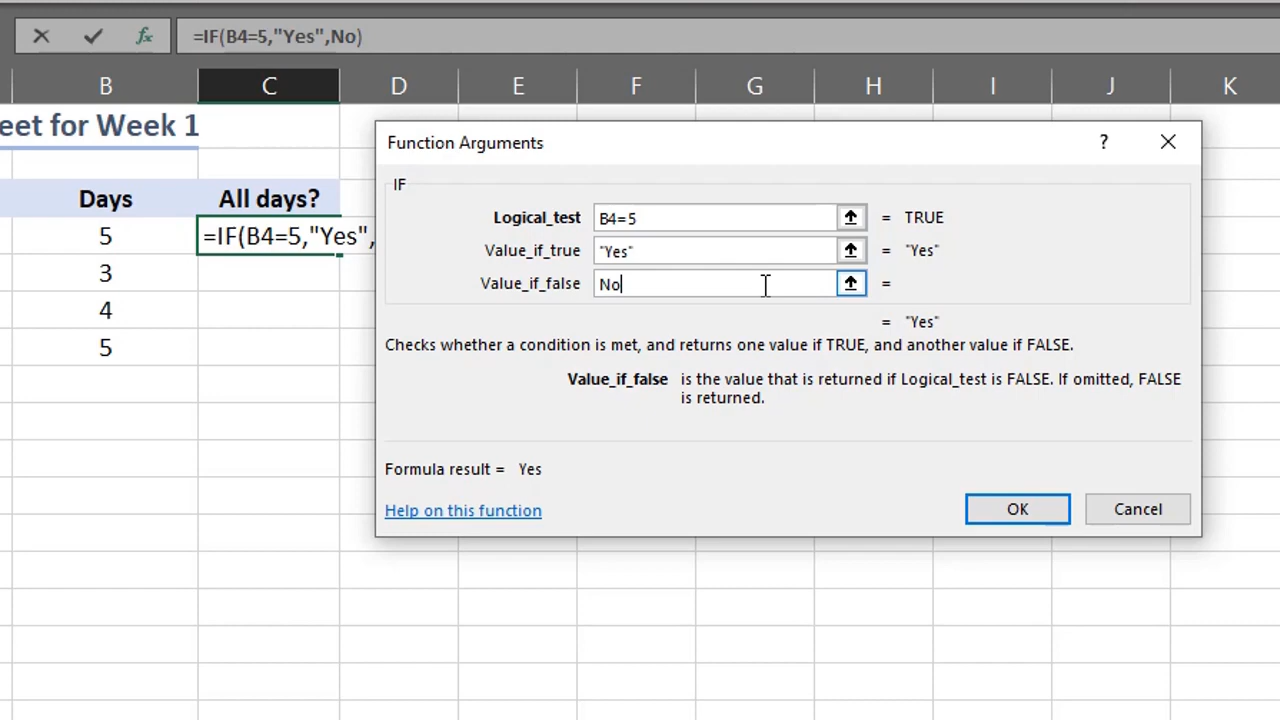 =IF(B4=5,"Yes",No)
B C D E F G H I J K
eet for Week 1
Days All days?
5 =IF(B4=5,"Yes",
3
4
5
Function Arguments ?
IF
Logical_test B4=5 = TRUE
Value_if_true "Yes" = "Yes"
Value_if_false No =
= "Yes"
Checks whether a condition is met, and returns one value if TRUE, and another value if FALSE.
Value_if_false is the value that is returned if Logical_test is FALSE. If omitted, FALSE
is returned.
Formula result = Yes
Help on this function OK Cancel